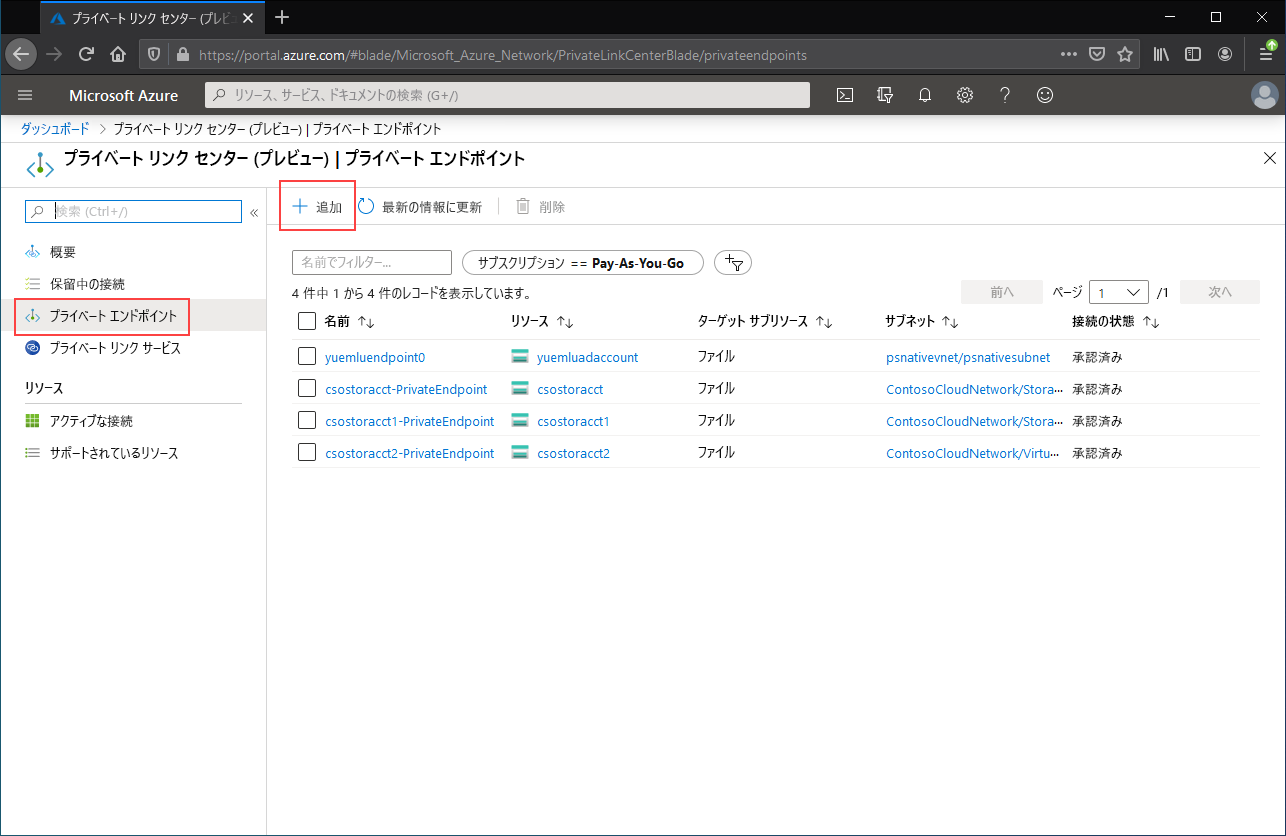 プライベート リンク センター (プレビ
https://portal.azure.com/#blade/Microsoft_Azure_Network/PrivateLinkCenterBlade/privateendpoints
Microsoft Azure
リソース、サービス、ドキュメントの検索 (G+/)
ダッシュボード > プライベート リンク センター (プレビュー) | プライベート エンドポイント
プライベート リンク センター (プレビュー) | プライベート エンドポイント
検索 (Ctrl+/)
«
概要
保留中の接続
プライベート エンドポイント
プライベート リンク サービス
リソース
アクティブな接続
サポートされているリソース
追加 最新の情報に更新 削除
名前でフィルター... サブスクリプション == Pay-As-You-Go
4 件中 1 から 4 件のレコードを表示しています。 前へ ページ 1 /1 次へ
名前 ↑↓ リソース ↑↓ ターゲット サブリソース ↑↓ サブネット ↑↓ 接続の状態 ↑↓
yuemluendpoint0 yuemluadaccount ファイル psnativevnet/psnativesubnet 承認済み
csostoracct-PrivateEndpoint csostoracct ファイル ContosoCloudNetwork/Stora··· 承認済み
csostoracct1-PrivateEndpoint csostoracct1 ファイル ContosoCloudNetwork/Stora··· 承認済み
csostoracct2-PrivateEndpoint csostoracct2 ファイル ContosoCloudNetwork/Virtu··· 承認済み